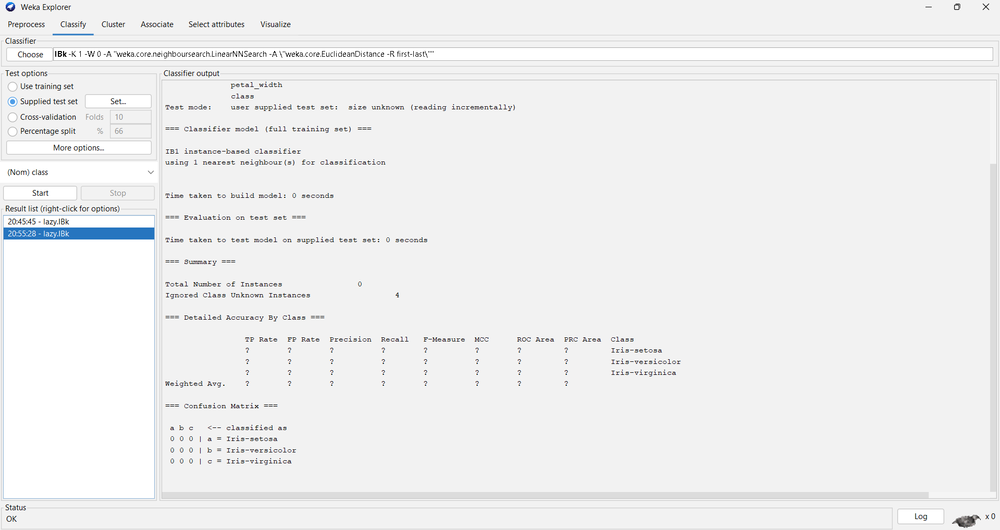 Weka Explorer
Preprocess Classify Cluster Associate Select attributes Visualize
Classifier
Choose IBk -K 1 -W 0 -A "weka.core.neighboursearch.LinearNNSearch -A \"weka.core.EuclideanDistance -R first-last\""
Test options
Use training set
Supplied test set Set...
Cross-validation Folds 10
Percentage split % 66
More options...
(Nom) class
Start Stop
Result list (right-click for options)
20:45:45 - lazy.IBk
20:55:28 - lazy.IBk
Classifier output
petal_width
class
Test mode: user supplied test set: size unknown (reading incrementally)
=== Classifier model (full training set) ===
IB1 instance-based classifier
using 1 nearest neighbour(s) for classification
Time taken to build model: 0 seconds
=== Evaluation on test set ===
Time taken to test model on supplied test set: 0 seconds
=== Summary ===
Total Number of Instances 0
Ignored Class Unknown Instances 4
=== Detailed Accuracy By Class ===
TP Rate FP Rate Precision Recall F-Measure MCC ROC Area PRC Area Class
? ? ? ? ? ? ? ? Iris-setosa
? ? ? ? ? ? ? ? Iris-versicolor
? ? ? ? ? ? ? ? Iris-virginica
Weighted Avg. ? ? ? ? ? ? ? ?
=== Confusion Matrix ===
a b c <-- classified as
0 0 0 | a = Iris-setosa
0 0 0 | b = Iris-versicolor
0 0 0 | c = Iris-virginica
Status
OK
Log
x 0